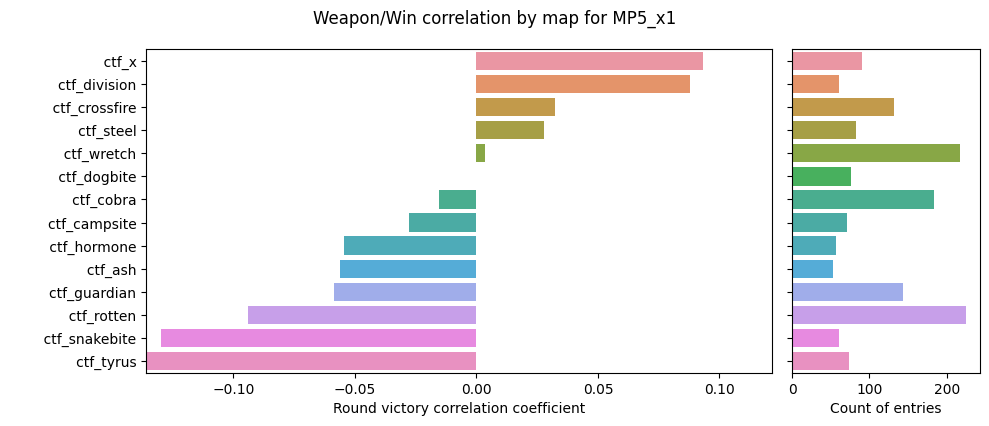 Weapon/Win correlation by map for MP5_x1
ctf_x
ctf_division
ctf_crossfire
ctf_steel
ctf_wretch
ctf_dogbite
ctf_cobra
ctf_campsite
ctf_hormone
ctf_ash
ctf_guardian
ctf_rotten
ctf_snakebite
ctf_tyrus
−0.10 −0.05 0.00 0.05 0.10
Round victory correlation coefficient
0 100 200
Count of entries